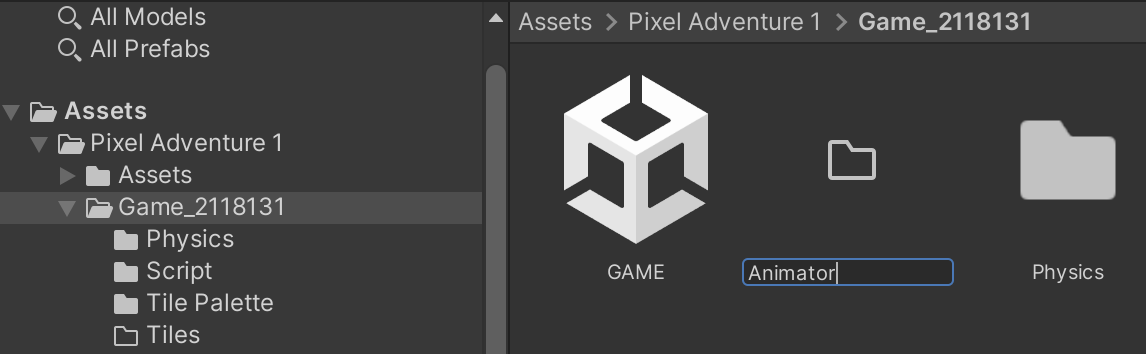 All Models
All Prefabs
Assets
Pixel Adventure 1
Assets
Game_2118131
Physics
Script
Tile Palette
Tiles
Assets > Pixel Adventure 1 > Game_2118131
GAME
Animator
Physics